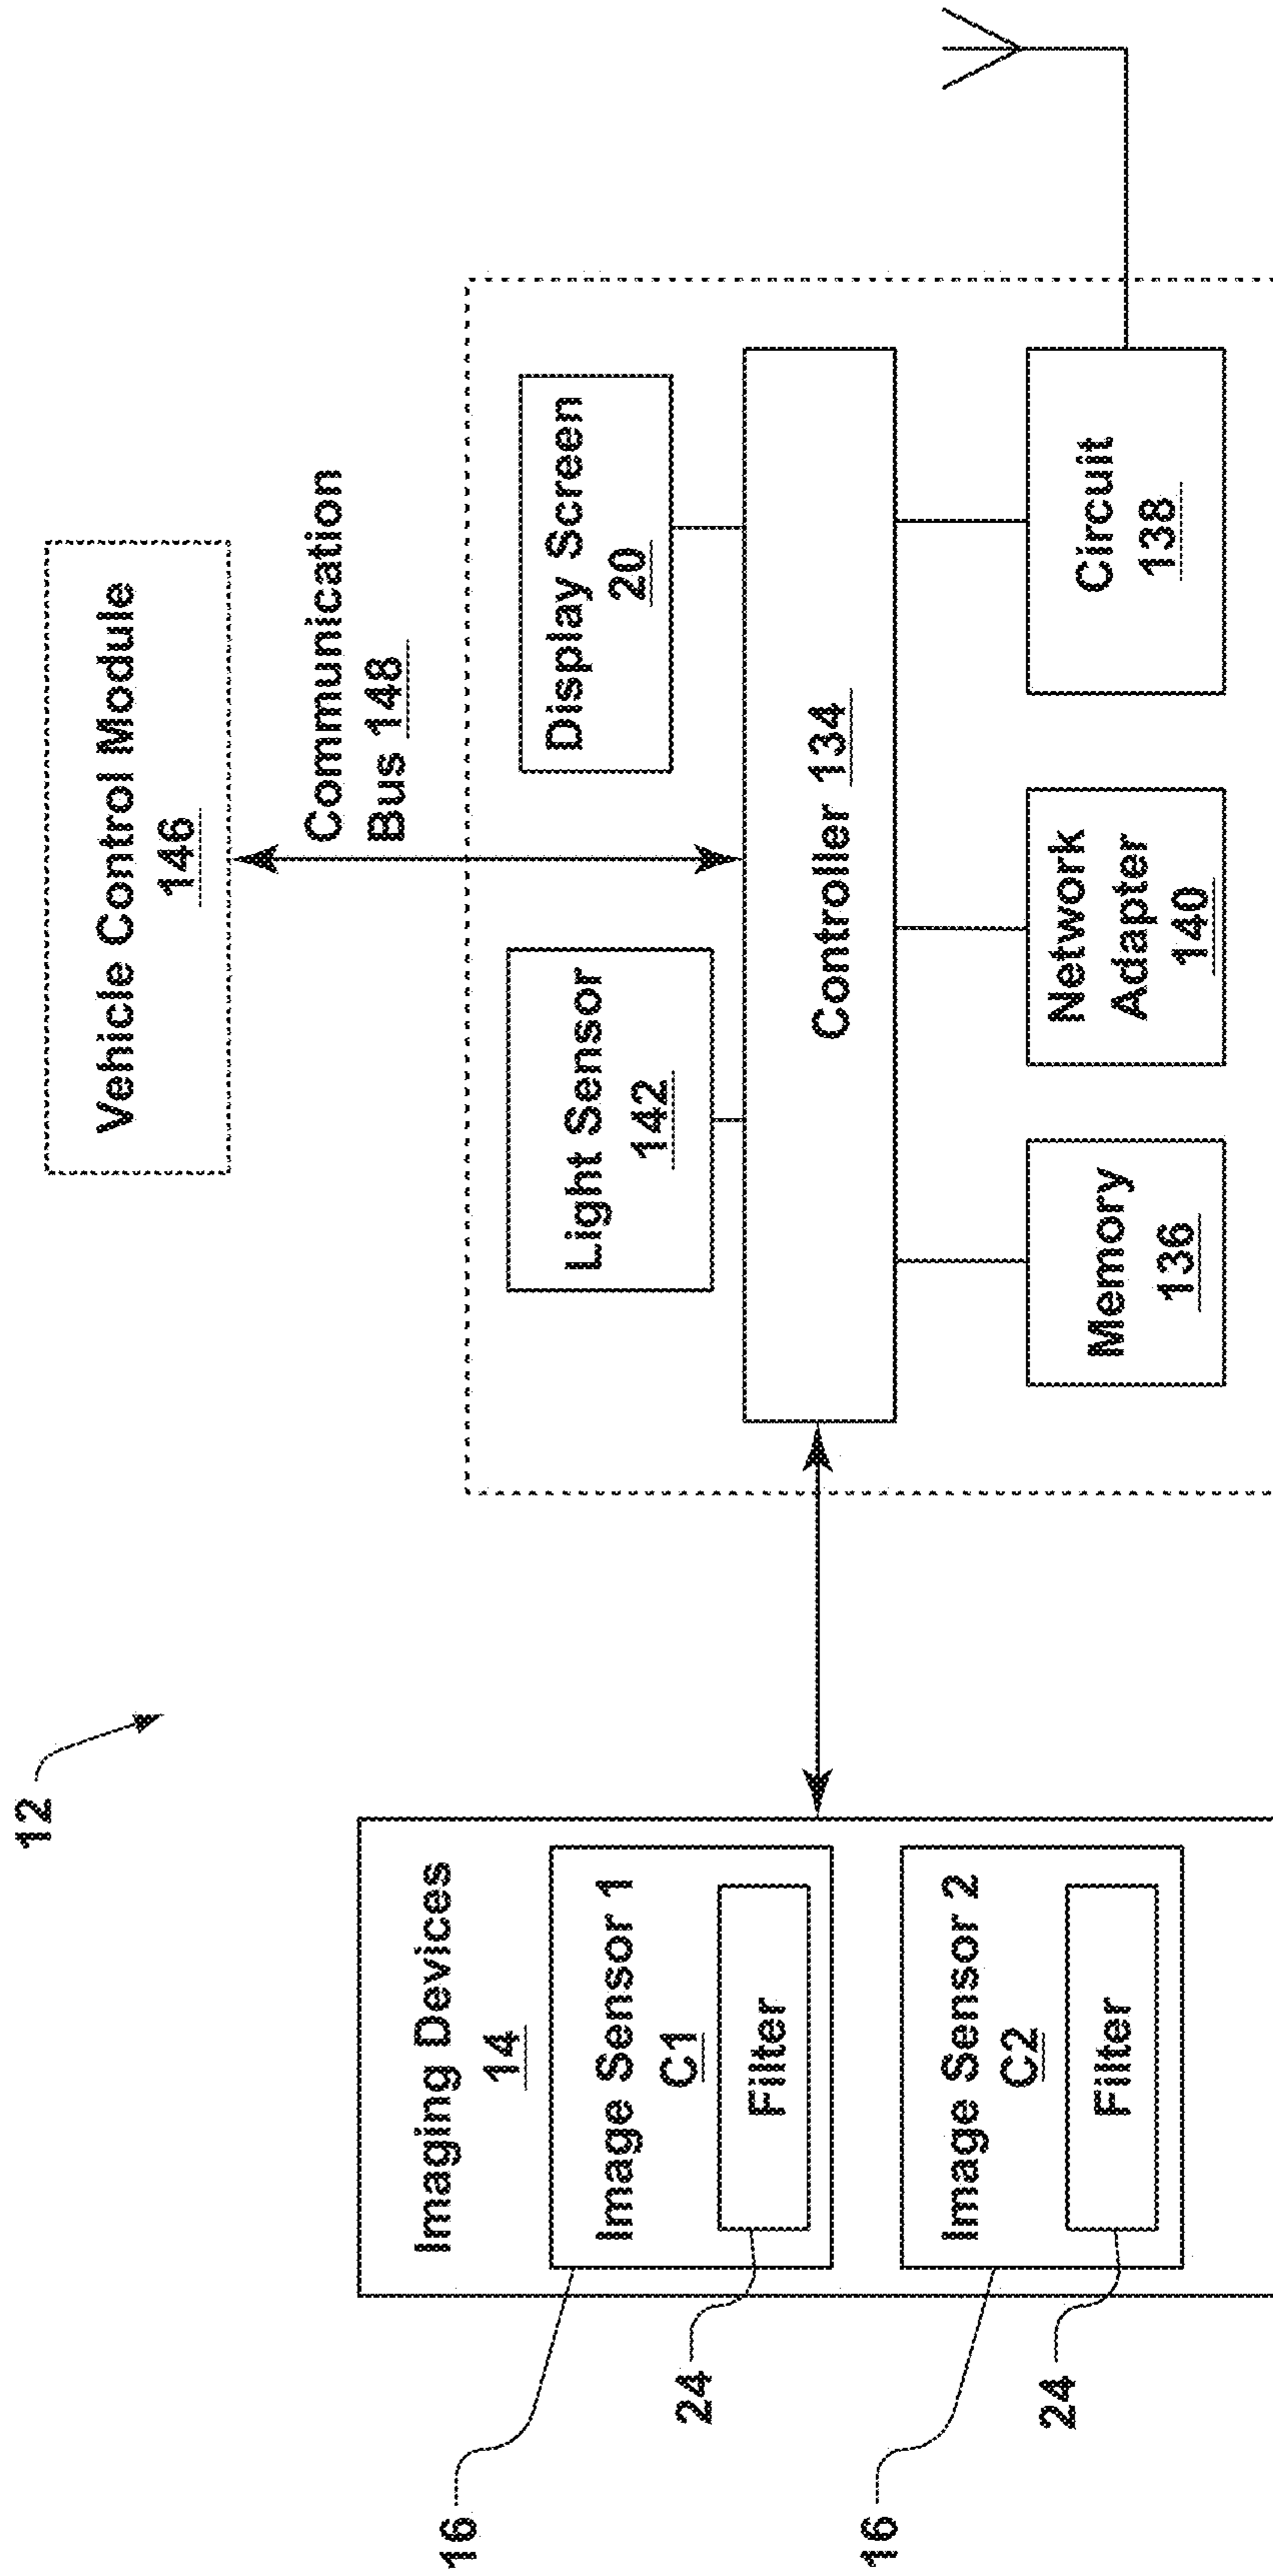 12
Vehicle Control Module
146
Communication
Bus 148
Imaging Devices
14
Image Sensor 1
C1
Filter
Image Sensor 2
C2
Filter
16
24
16
24
Light Sensor
142
Display Screen
20
Controller 134
Memory
136
Network
Adapter
140
Circuit
138